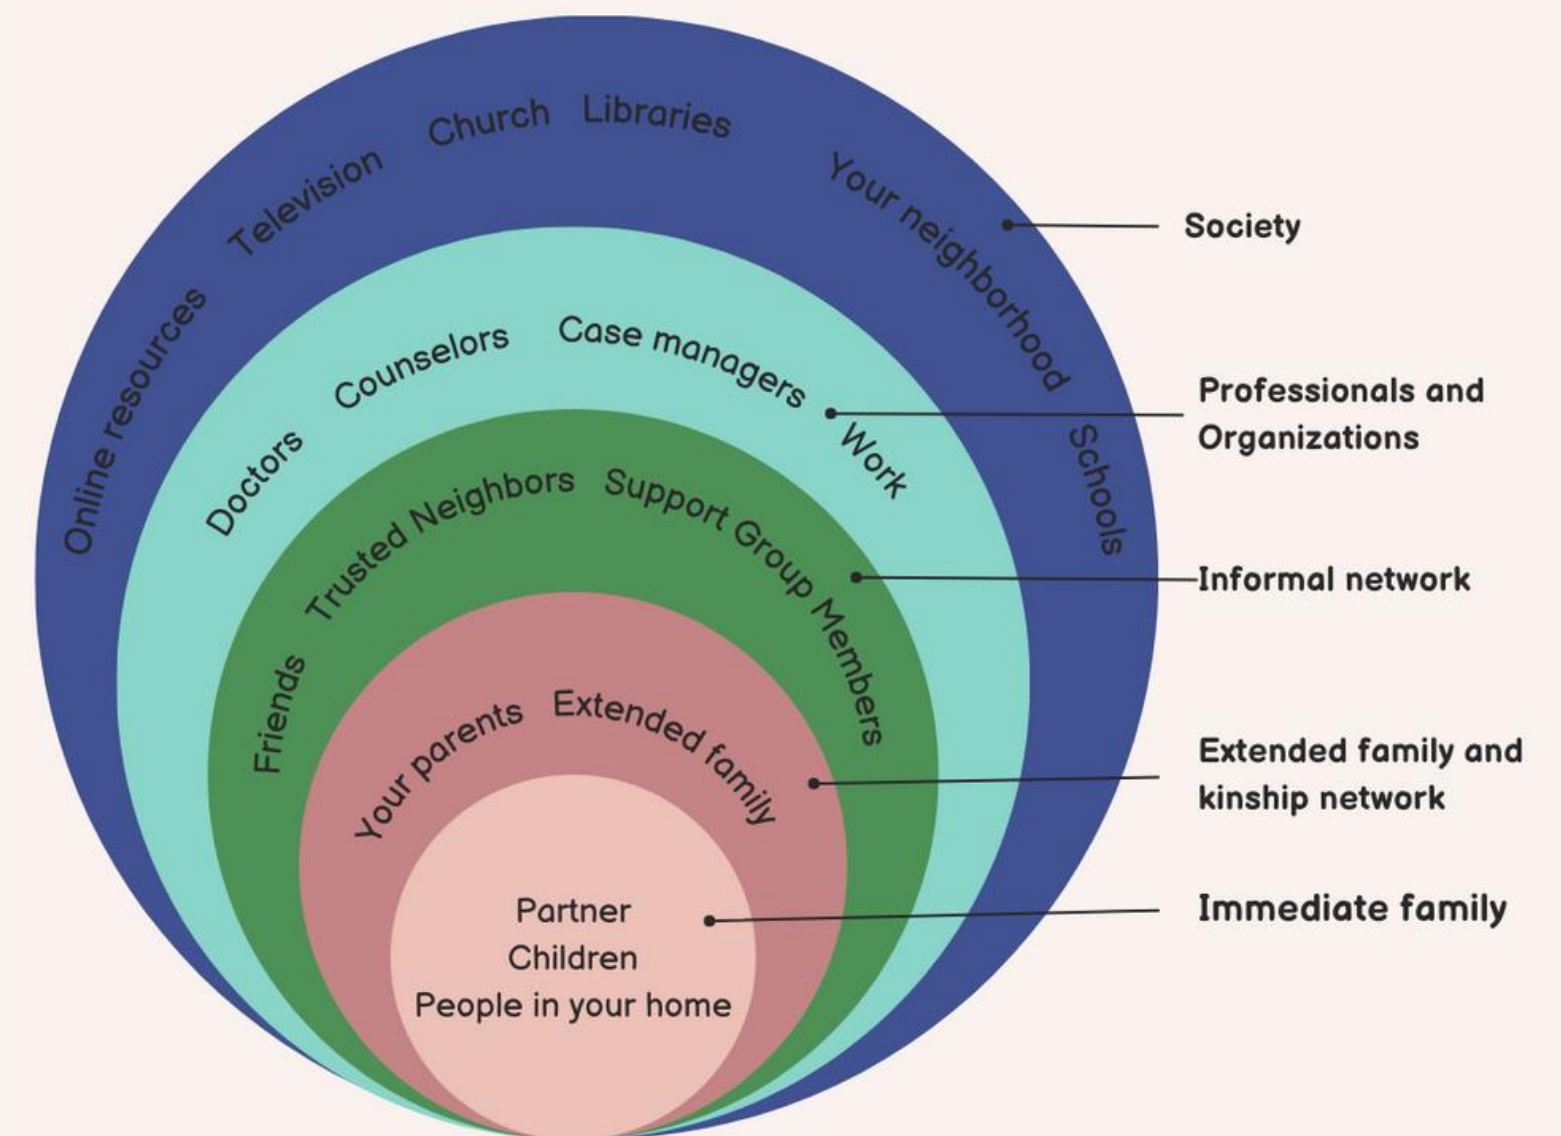 Online resources
Television
Church
Libraries
Your neighborhood
Schools
Society
Doctors
Counselors
Case managers
Work
Professionals and
Organizations
Friends
Trusted Neighbors
Support Group Members
Informal network
Your parents
Extended family
Extended family and
kinship network
Partner
Children
People in your home
Immediate family